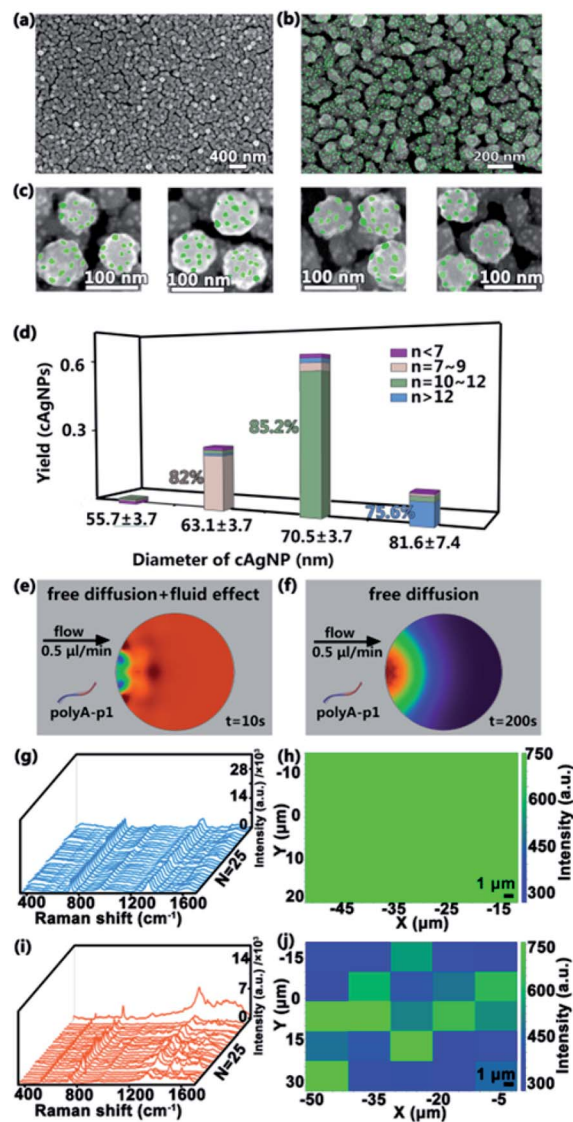 (a)
400 nm
(b)
200 nm
(c)
100 nm
100 nm
100 nm
100 nm
(d)
Yield (cAgNPs)
0.6
0.3
n<7
n=7~9
n=10~12
n>12
82%
85.2%
75.6%
55.7±3.7
63.1±3.7
70.5±3.7
81.6±7.4
Diameter of cAgNP (nm)
(e)
free diffusion+fluid effect
flow
0.5 μl/min
polyA-p1
t=10s
(f)
free diffusion
flow
0.5 μl/min
polyA-p1
t=200s
(g)
28
14
0
Intensity (a.u.) /×10³
N=25
400 800 1200 1600
Raman shift (cm⁻¹)
(h)
-10
0
10
20
Y (μm)
-45 -35 -25 -15
X (μm)
1 μm
750
600
450
300
Intensity (a.u.)
(i)
14
7
0
Intensity (a.u.) /×10³
N=25
400 800 1200 1600
Raman shift (cm⁻¹)
(j)
-15
0
15
30
Y (μm)
-50 -35 -20 -5
X (μm)
1 μm
750
600
450
300
Intensity (a.u.)